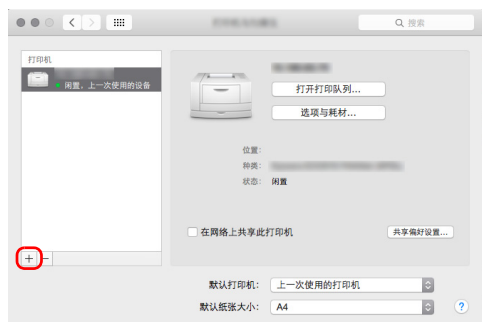 搜索
打印机
闲置，上一次使用的设备
打开打印队列...
选项与耗材...
位置:
种类:
状态: 闲置
在网络上共享此打印机
共享偏好设置...
+ −
默认打印机: 上一次使用的打印机
默认纸张大小: A4
?